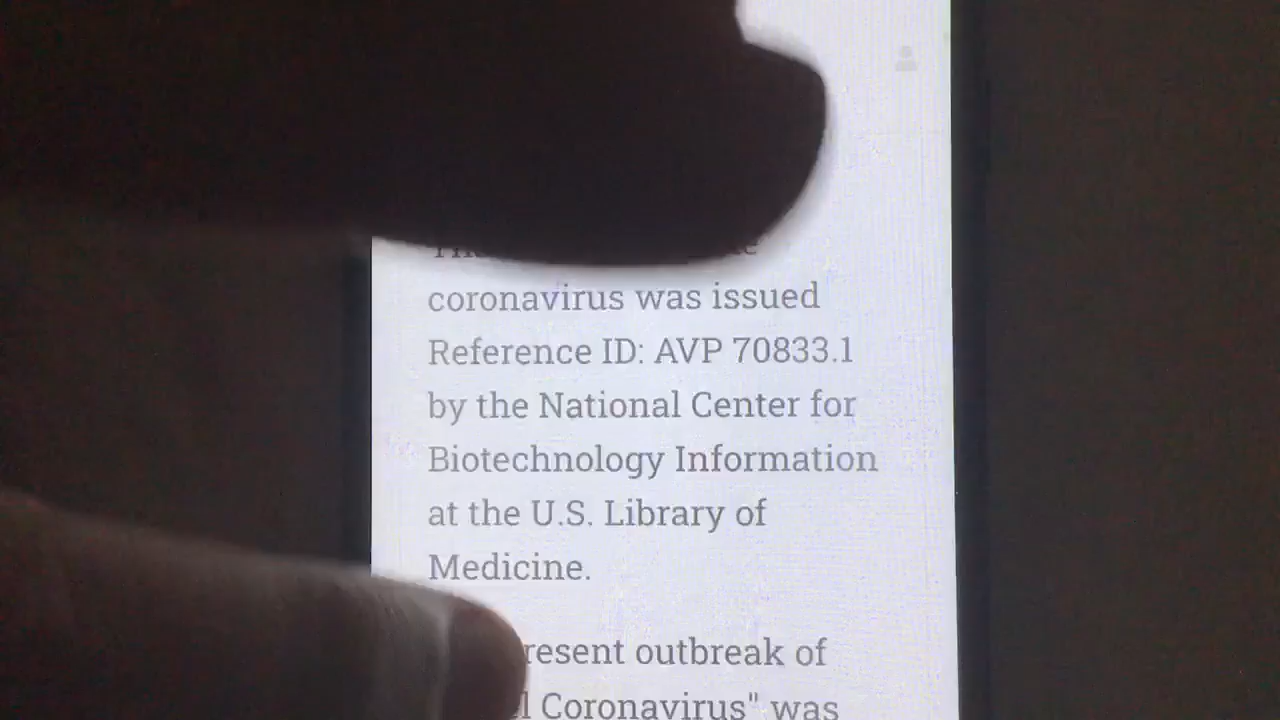 coronavirus was issued
Reference ID: AVP 70833.1
by the National Center for
Biotechnology Information
at the U.S. Library of
Medicine.
outbreak of
Coronavirus" was